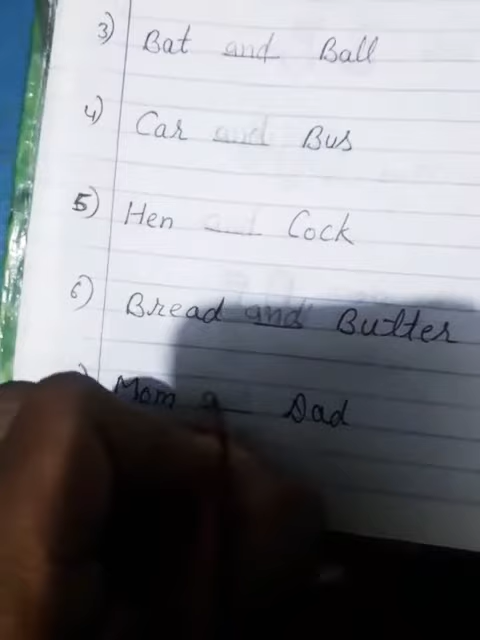 3) Bat and Ball
4) Car and Bus
5) Hen Cock
6) Bread and Butter
Mom a Dad